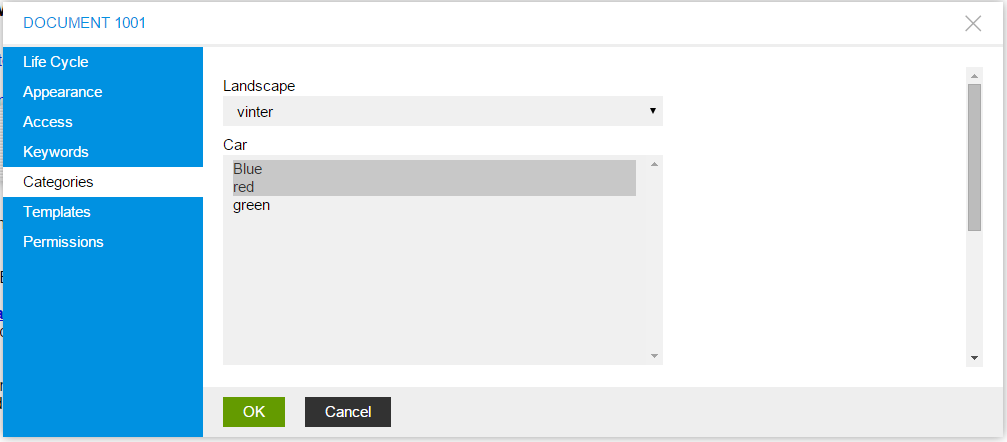 DOCUMENT 1001
Life Cycle
Appearance
Access
Keywords
Categories
Templates
Permissions
Landscape
vinter
Car
Blue
red
green
OK
Cancel